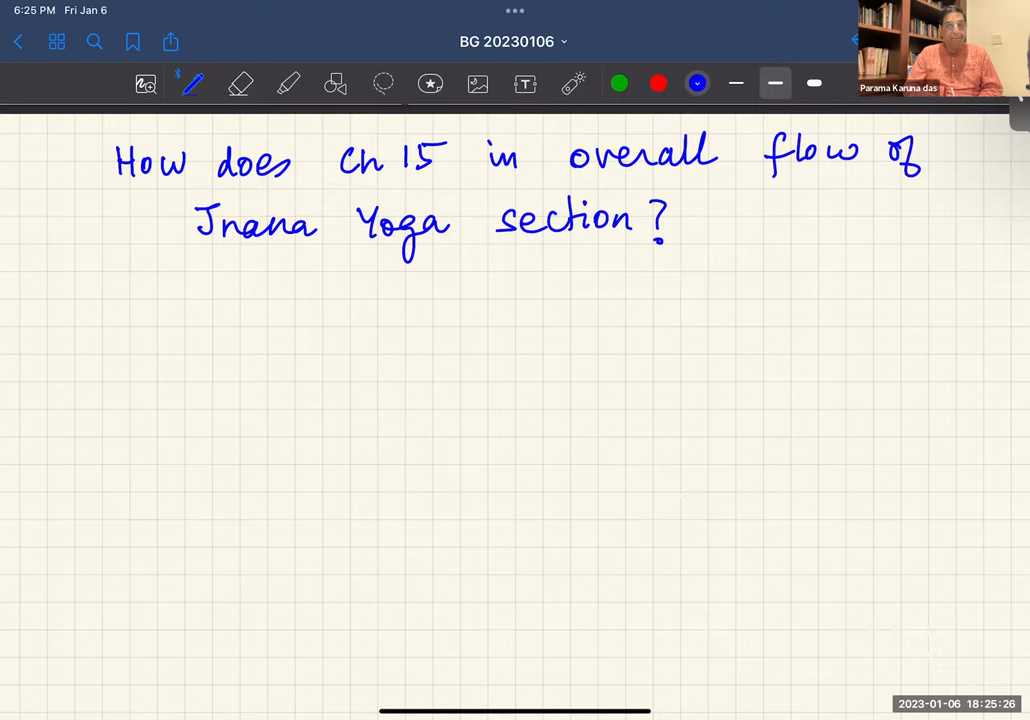 6:25 PM Fri Jan 6
BG 20230106
Parama Karuna das
How does Ch 15 in overall flow of
Jnana Yoga section?
2023-01-06 18:25:26